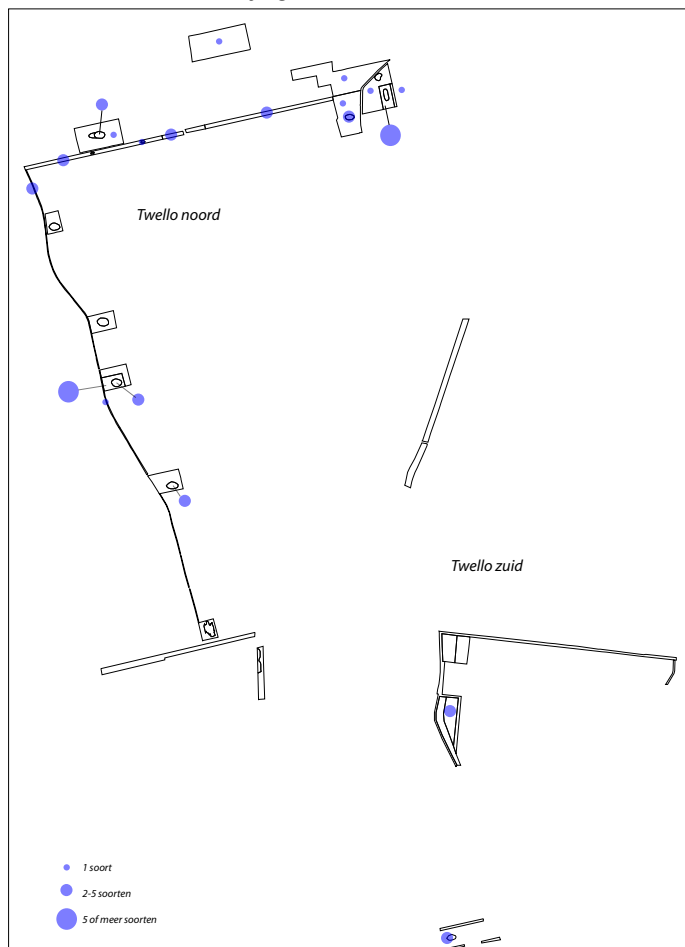 Twello noord
Twello zuid
1 soort
2-5 soorten
5 of meer soorten